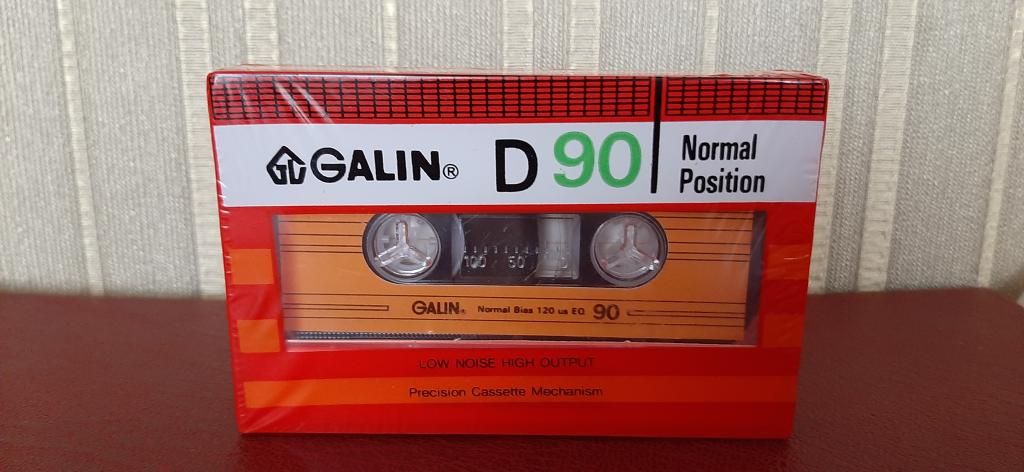 GALIN® D 90 Normal Position
100 50 0
GALIN® Normal Bias 120 us EQ. 90
LOW NOISE HIGH OUTPUT
Precision Cassette Mechanism